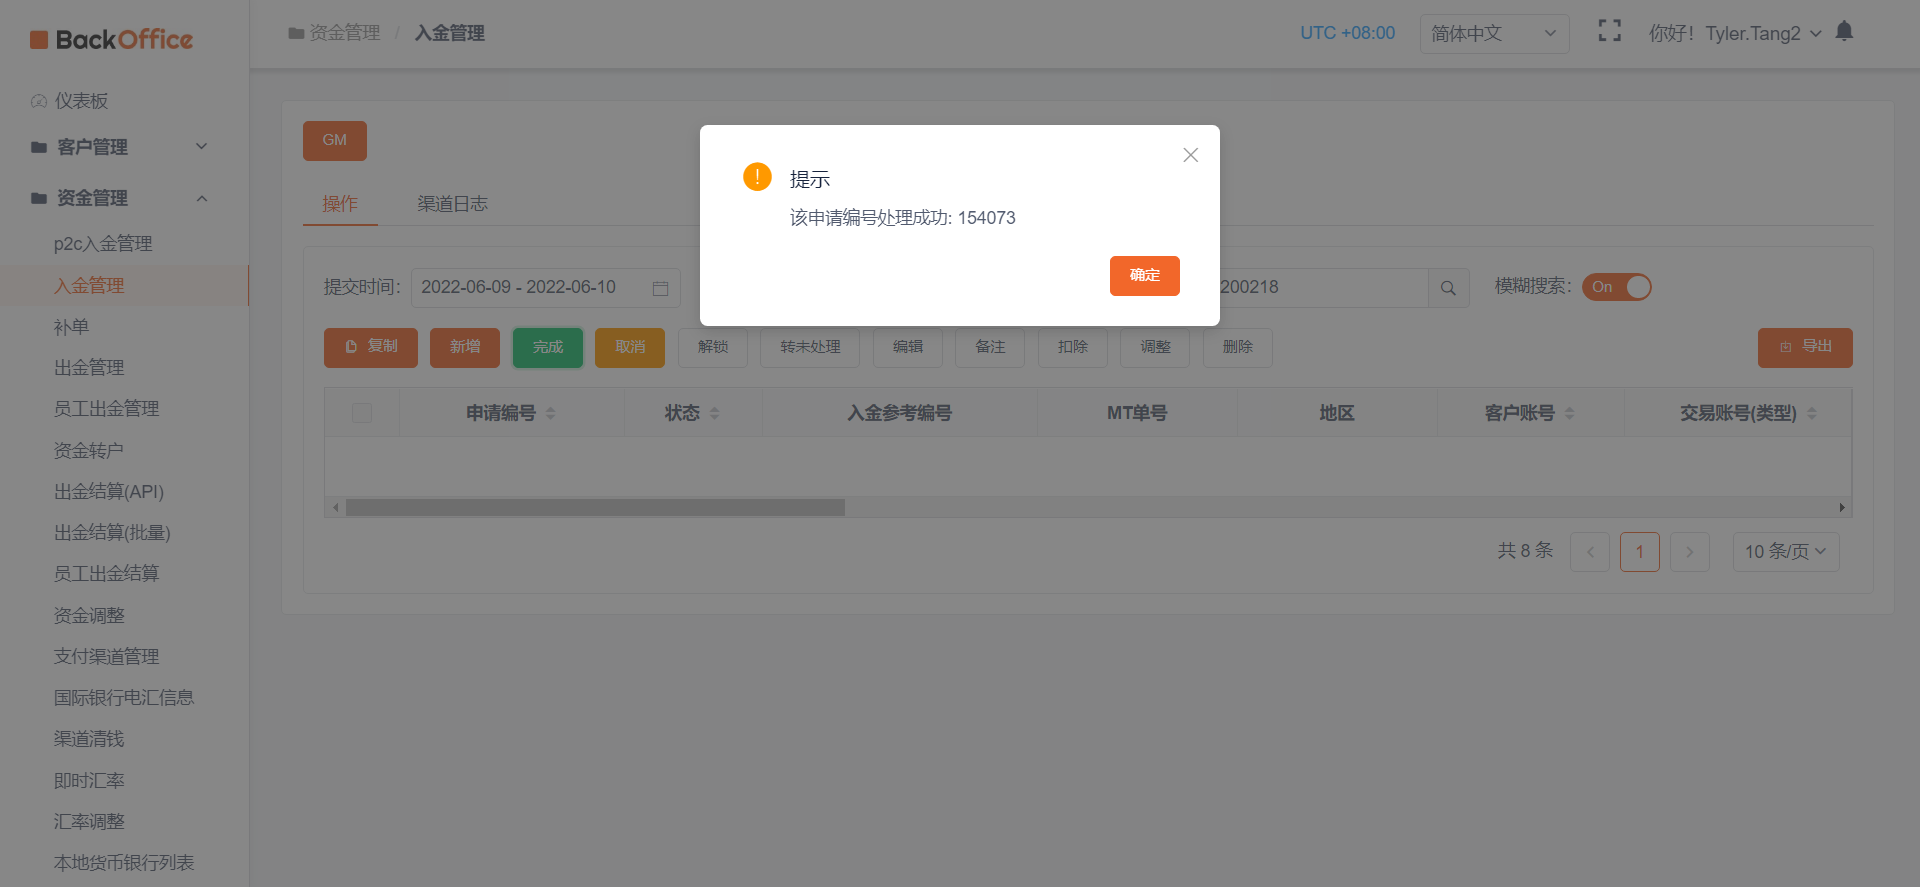 BackOffice
资金管理 / 入金管理
UTC +08:00
简体中文
你好! Tyler.Tang2
仪表板
客户管理
资金管理
p2c入金管理
入金管理
补单
出金管理
员工出金管理
资金转户
出金结算(API)
出金结算(批量)
员工出金结算
资金调整
支付渠道管理
国际银行电汇信息
渠道清钱
即时汇率
汇率调整
本地货币银行列表
GM
操作 渠道日志
提示
该申请编号处理成功: 154073
确定
提交时间: 2022-06-09 - 2022-06-10
200218
模糊搜索: On
复制 新增 完成 取消 解锁 转未处理 编辑 备注 扣除 调整 删除 导出
申请编号 状态 入金参考编号 MT单号 地区 客户账号 交易账号(类型)
共 8 条 1 10 条/页